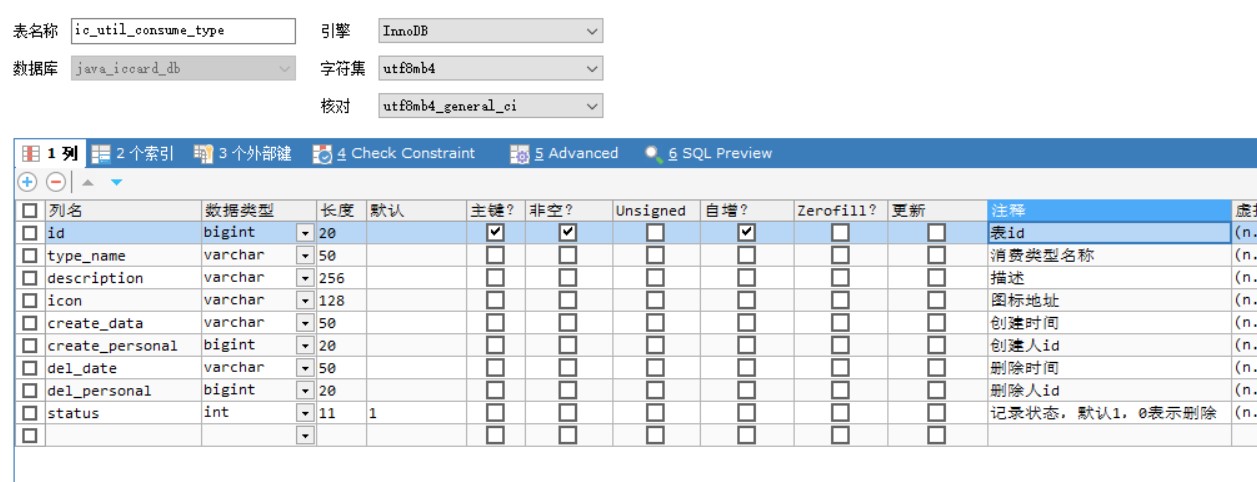 表名称 ic_util_consume_type 引擎 InnoDB
数据库 java_iccard_db 字符集 utf8mb4
核对 utf8mb4_general_ci
1 列 2 个索引 3 个外部键 4 Check Constraint 5 Advanced 6 SQL Preview
列名 数据类型 长度 默认 主键? 非空? Unsigned 自增? Zerofill? 更新 注释
id bigint 20 表id (n.
type_name varchar 50 消费类型名称 (n.
description varchar 256 描述 (n.
icon varchar 128 图标地址 (n.
create_data varchar 50 创建时间 (n.
create_personal bigint 20 创建人id (n.
del_date varchar 50 删除时间 (n.
del_personal bigint 20 删除人id (n.
status int 11 1 记录状态，默认1，0表示删除 (n.